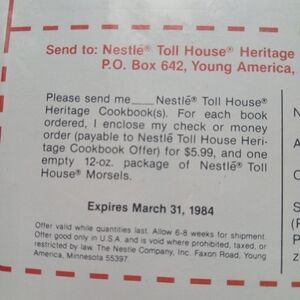 Send to: Nestlé® Toll House® Heritage
P.O. Box 642, Young America,
Please send me____Nestlé® Toll House®
Heritage Cookbook(s). For each book
ordered, I enclose my check or money
order (payable to Nestlé Toll House Heri-
tage Cookbook Offer) for $5.99, and one
empty 12-oz. package of Nestlé® Toll
House® Morsels.
Expires March 31, 1984
Offer valid while quantities last. Allow 6-8 weeks for shipment.
Offer good only in U.S.A. and is void where prohibited, taxed, or
restricted by law. The Nestle Company, Inc. Faxon Road, Young
America, Minnesota 55397.
N
A
C
S
(F
P
z